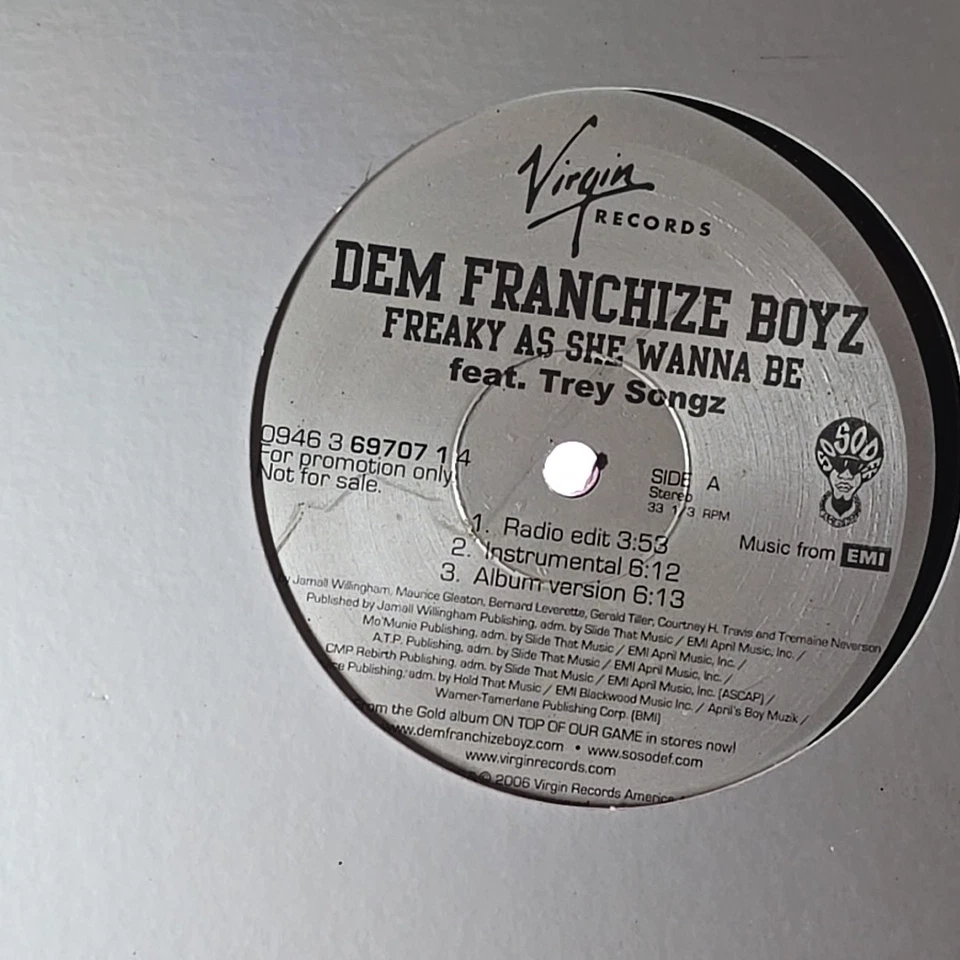 Virgin
RECORDS
DEM FRANCHIZE BOYZ
FREAKY AS SHE WANNA BE
feat. Trey Songz
0946 3 69707 1 4
For promotion only
Not for sale.
SIDE A
Stereo
33 1/3 RPM
SO SO DEF
1. Radio edit 3:53
2. Instrumental 6:12
3. Album version 6:13
Music from EMI
by Jamall Willingham, Maurice Gleaton, Bernard Leverette, Gerald Tiller, Courtney H. Travis and Tremaine Neverson
Published by Jamall Willingham Publishing, adm. by Slide That Music / EMI April Music, Inc. /
Mo'Munie Publishing, adm. by Slide That Music / EMI April Music, Inc. /
A.T.P. Publishing, adm. by Slide That Music / EMI April Music, Inc. /
CMP Rebirth Publishing, adm. by Slide That Music / EMI April Music, Inc. (ASCAP) /
Publishing, adm. by Hold That Music / EMI Blackwood Music Inc. / April's Boy Muzik /
Warner-Tamerlane Publishing Corp. (BMI)
From the Gold album ON TOP OF OUR GAME in stores now!
www.demfranchizeboyz.com • www.sosodef.com
www.virginrecords.com
© 2006 Virgin Records America